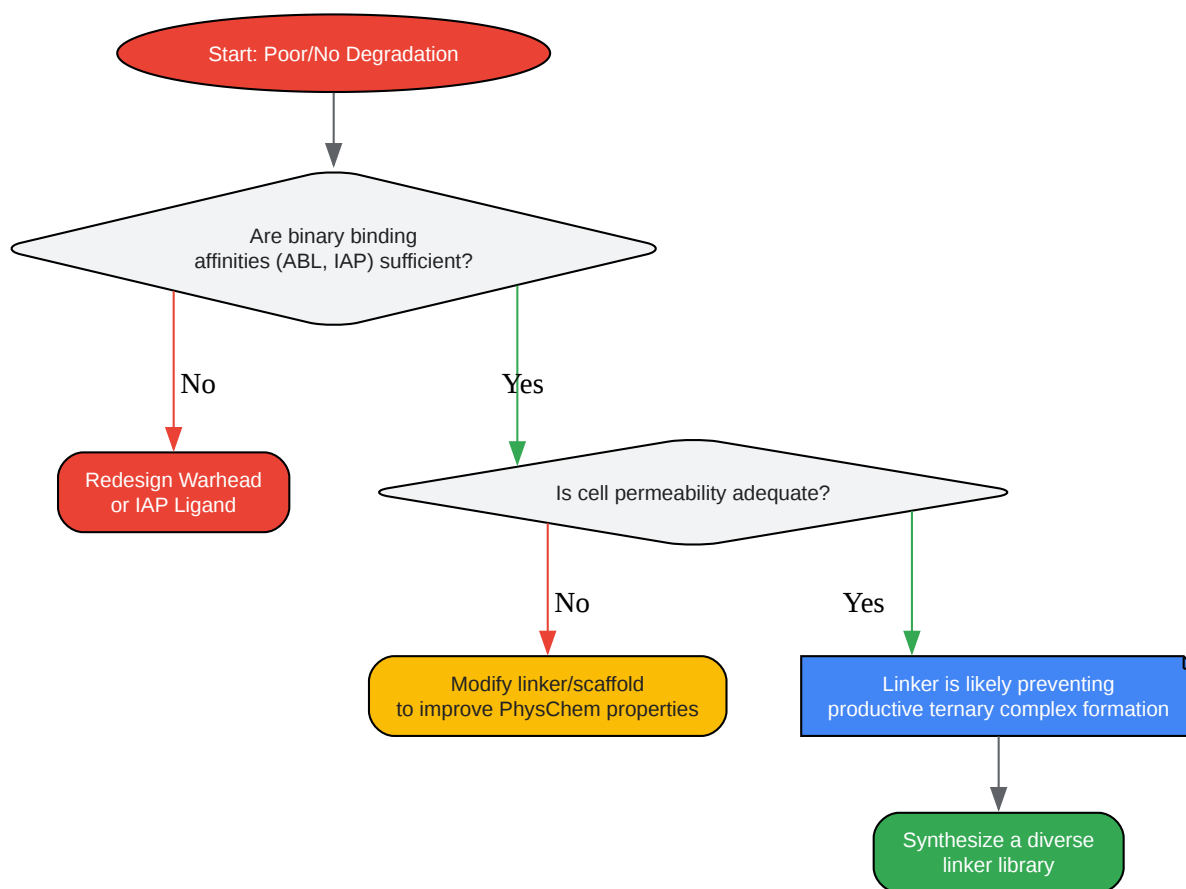 Start: Poor/No Degradation
Are binary binding
affinities (ABL, IAP) sufficient?
No
Yes
Redesign Warhead
or IAP Ligand
Is cell permeability adequate?
No
Yes
Modify linker/scaffold
to improve PhysChem properties
Linker is likely preventing
productive ternary complex formation
Synthesize a diverse
linker library